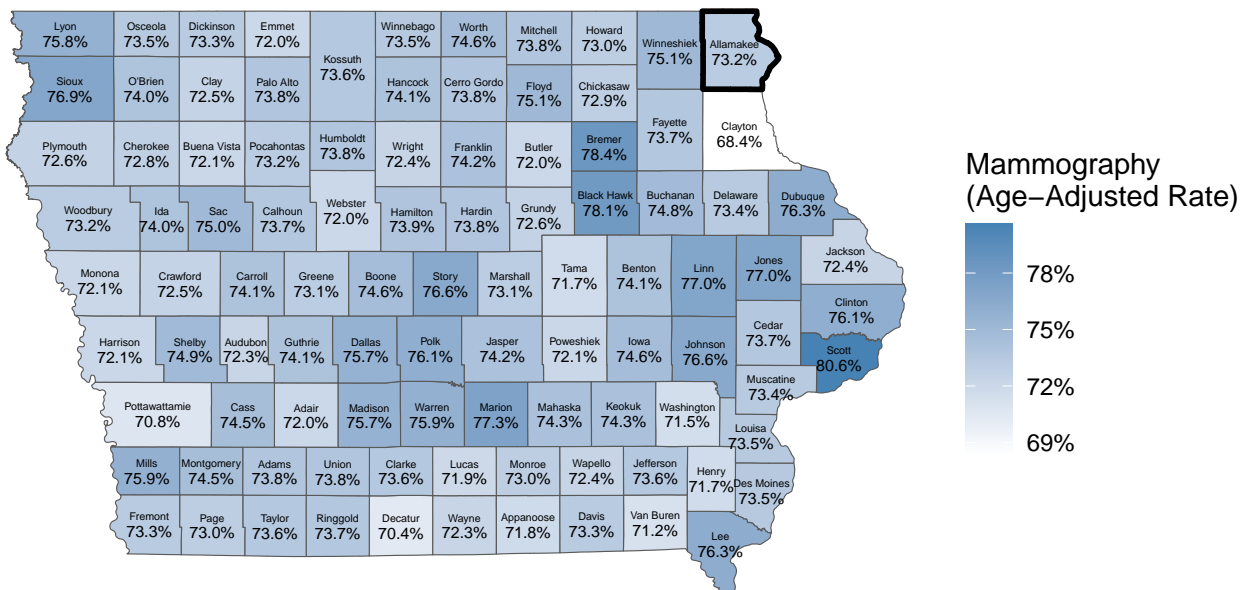 Lyon
75.8%
Osceola
73.5%
Dickinson
73.3%
Emmet
72.0%
Kossuth
73.6%
Winnebago
73.5%
Worth
74.6%
Mitchell
73.8%
Howard
73.0%
Winneshiek
75.1%
Allamakee
73.2%
Sioux
76.9%
O'Brien
74.0%
Clay
72.5%
Palo Alto
73.8%
Hancock
74.1%
Cerro Gordo
73.8%
Floyd
75.1%
Chickasaw
72.9%
Fayette
73.7%
Clayton
68.4%
Plymouth
72.6%
Cherokee
72.8%
Buena Vista
72.1%
Pocahontas
73.2%
Humboldt
73.8%
Wright
72.4%
Franklin
74.2%
Butler
72.0%
Bremer
78.4%
Woodbury
73.2%
Ida
74.0%
Sac
75.0%
Calhoun
73.7%
Webster
72.0%
Hamilton
73.9%
Hardin
73.8%
Grundy
72.6%
Black Hawk
78.1%
Buchanan
74.8%
Delaware
73.4%
Dubuque
76.3%
Monona
72.1%
Crawford
72.5%
Carroll
74.1%
Greene
73.1%
Boone
74.6%
Story
76.6%
Marshall
73.1%
Tama
71.7%
Benton
74.1%
Linn
77.0%
Jones
77.0%
Jackson
72.4%
Clinton
76.1%
Harrison
72.1%
Shelby
74.9%
Audubon
72.3%
Guthrie
74.1%
Dallas
75.7%
Polk
76.1%
Jasper
74.2%
Poweshiek
72.1%
Iowa
74.6%
Johnson
76.6%
Cedar
73.7%
Scott
80.6%
Muscatine
73.4%
Pottawattamie
70.8%
Cass
74.5%
Adair
72.0%
Madison
75.7%
Warren
75.9%
Marion
77.3%
Mahaska
74.3%
Keokuk
74.3%
Washington
71.5%
Louisa
73.5%
Mills
75.9%
Montgomery
74.5%
Adams
73.8%
Union
73.8%
Clarke
73.6%
Lucas
71.9%
Monroe
73.0%
Wapello
72.4%
Jefferson
73.6%
Henry
71.7%
Des Moines
73.5%
Fremont
73.3%
Page
73.0%
Taylor
73.6%
Ringgold
73.7%
Decatur
70.4%
Wayne
72.3%
Appanoose
71.8%
Davis
73.3%
Van Buren
71.2%
Lee
76.3%
Mammography
(Age−Adjusted Rate)
78%
75%
72%
69%